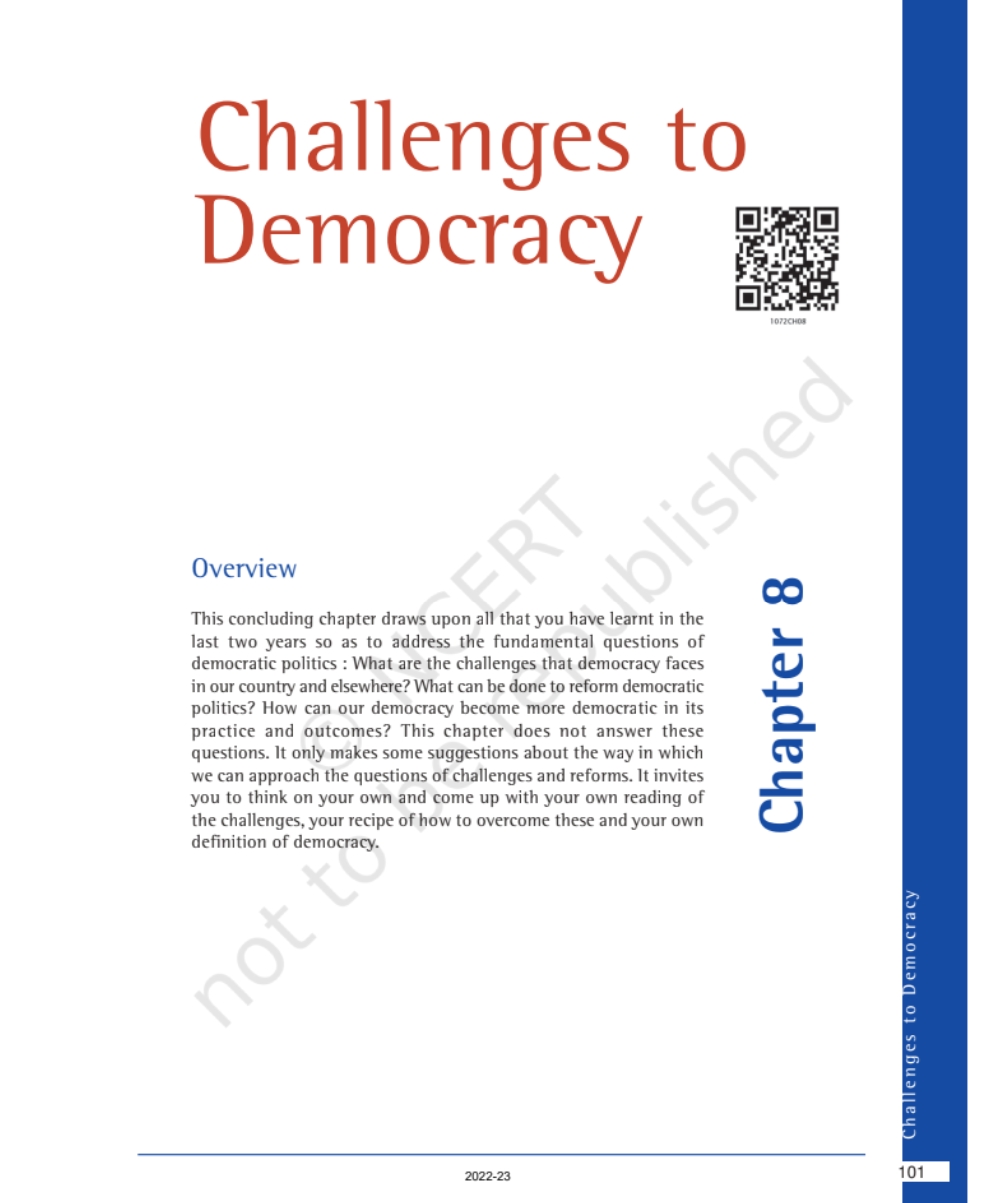 Challenges to
Democracy
1072CH08
Overview
This concluding chapter draws upon all that you have learnt in the
last two years so as to address the fundamental questions of
democratic politics : What are the challenges that democracy faces
in our country and elsewhere? What can be done to reform democratic
politics? How can our democracy become more democratic in its
practice and outcomes? This chapter does not answer these
questions. It only makes some suggestions about the way in which
we can approach the questions of challenges and reforms. It invites
you to think on your own and come up with your own reading of
the challenges, your recipe of how to overcome these and your own
definition of democracy.
Chapter 8
© NCERT
not to be republished
Challenges to Democracy
2022-23
101